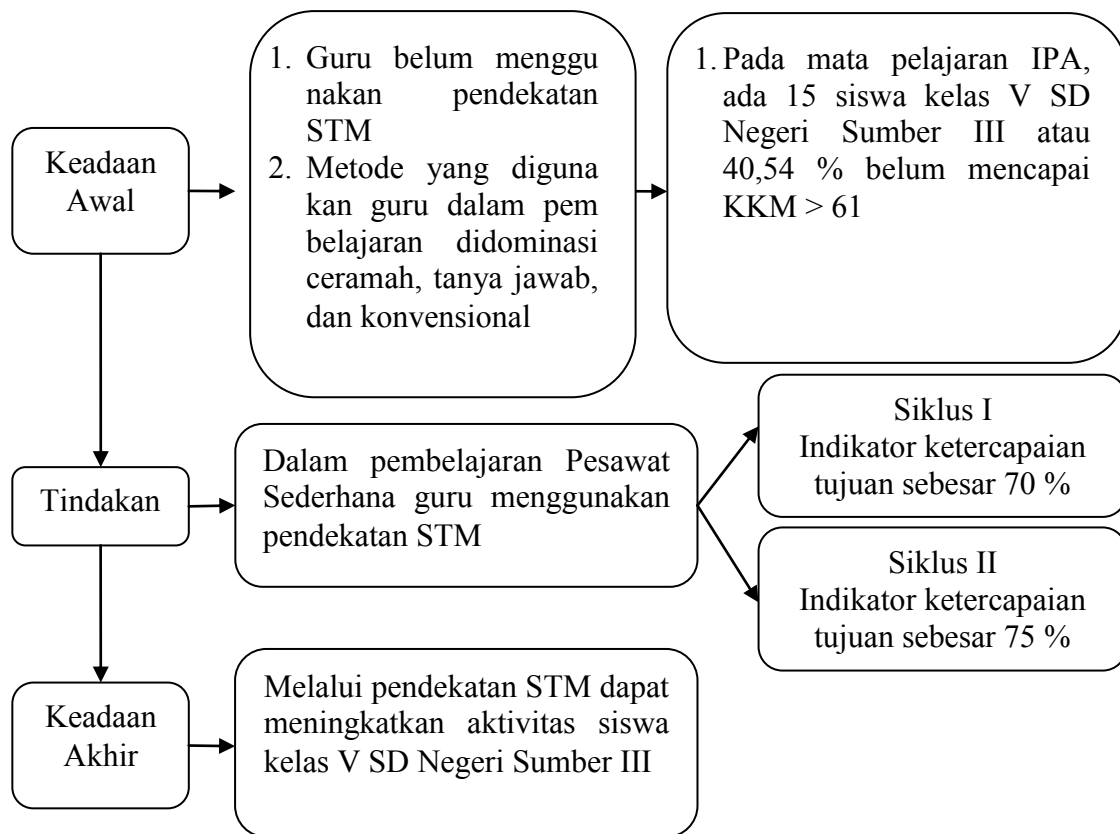 Keadaan
Awal
1. Guru belum menggu
nakan pendekatan
STM
2. Metode yang diguna
kan guru dalam pem
belajaran didominasi
ceramah, tanya jawab,
dan konvensional
1. Pada mata pelajaran IPA,
ada 15 siswa kelas V SD
Negeri Sumber III atau
40,54 % belum mencapai
KKM > 61
Tindakan
Dalam pembelajaran Pesawat
Sederhana guru menggunakan
pendekatan STM
Siklus I
Indikator ketercapaian
tujuan sebesar 70 %
Siklus II
Indikator ketercapaian
tujuan sebesar 75 %
Keadaan
Akhir
Melalui pendekatan STM dapat
meningkatkan aktivitas siswa
kelas V SD Negeri Sumber III